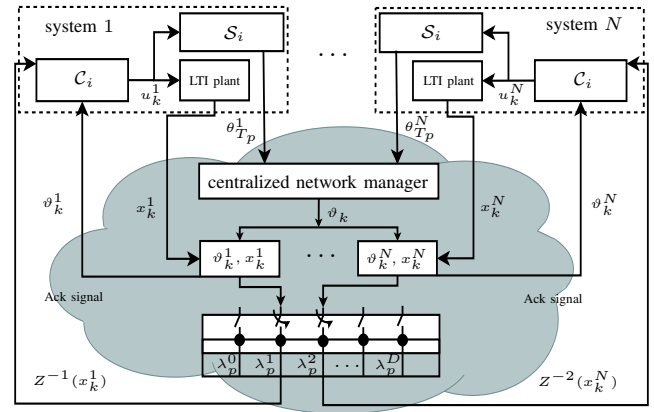 system 1
system N
S_i
. . .
S_i
C_i
LTI plant
LTI plant
C_i
u_k^1
u_k^N
θ_{T_p}^1
θ_{T_p}^N
centralized network manager
ϑ_k^1
x_k^1
ϑ_k
x_k^N
ϑ_k^N
ϑ_k^1, x_k^1
. . .
ϑ_k^N, x_k^N
Ack signal
Ack signal
λ_p^0 λ_p^1 λ_p^2 . . . λ_p^D
Z^{-1}(x_k^1)
Z^{-2}(x_k^N)